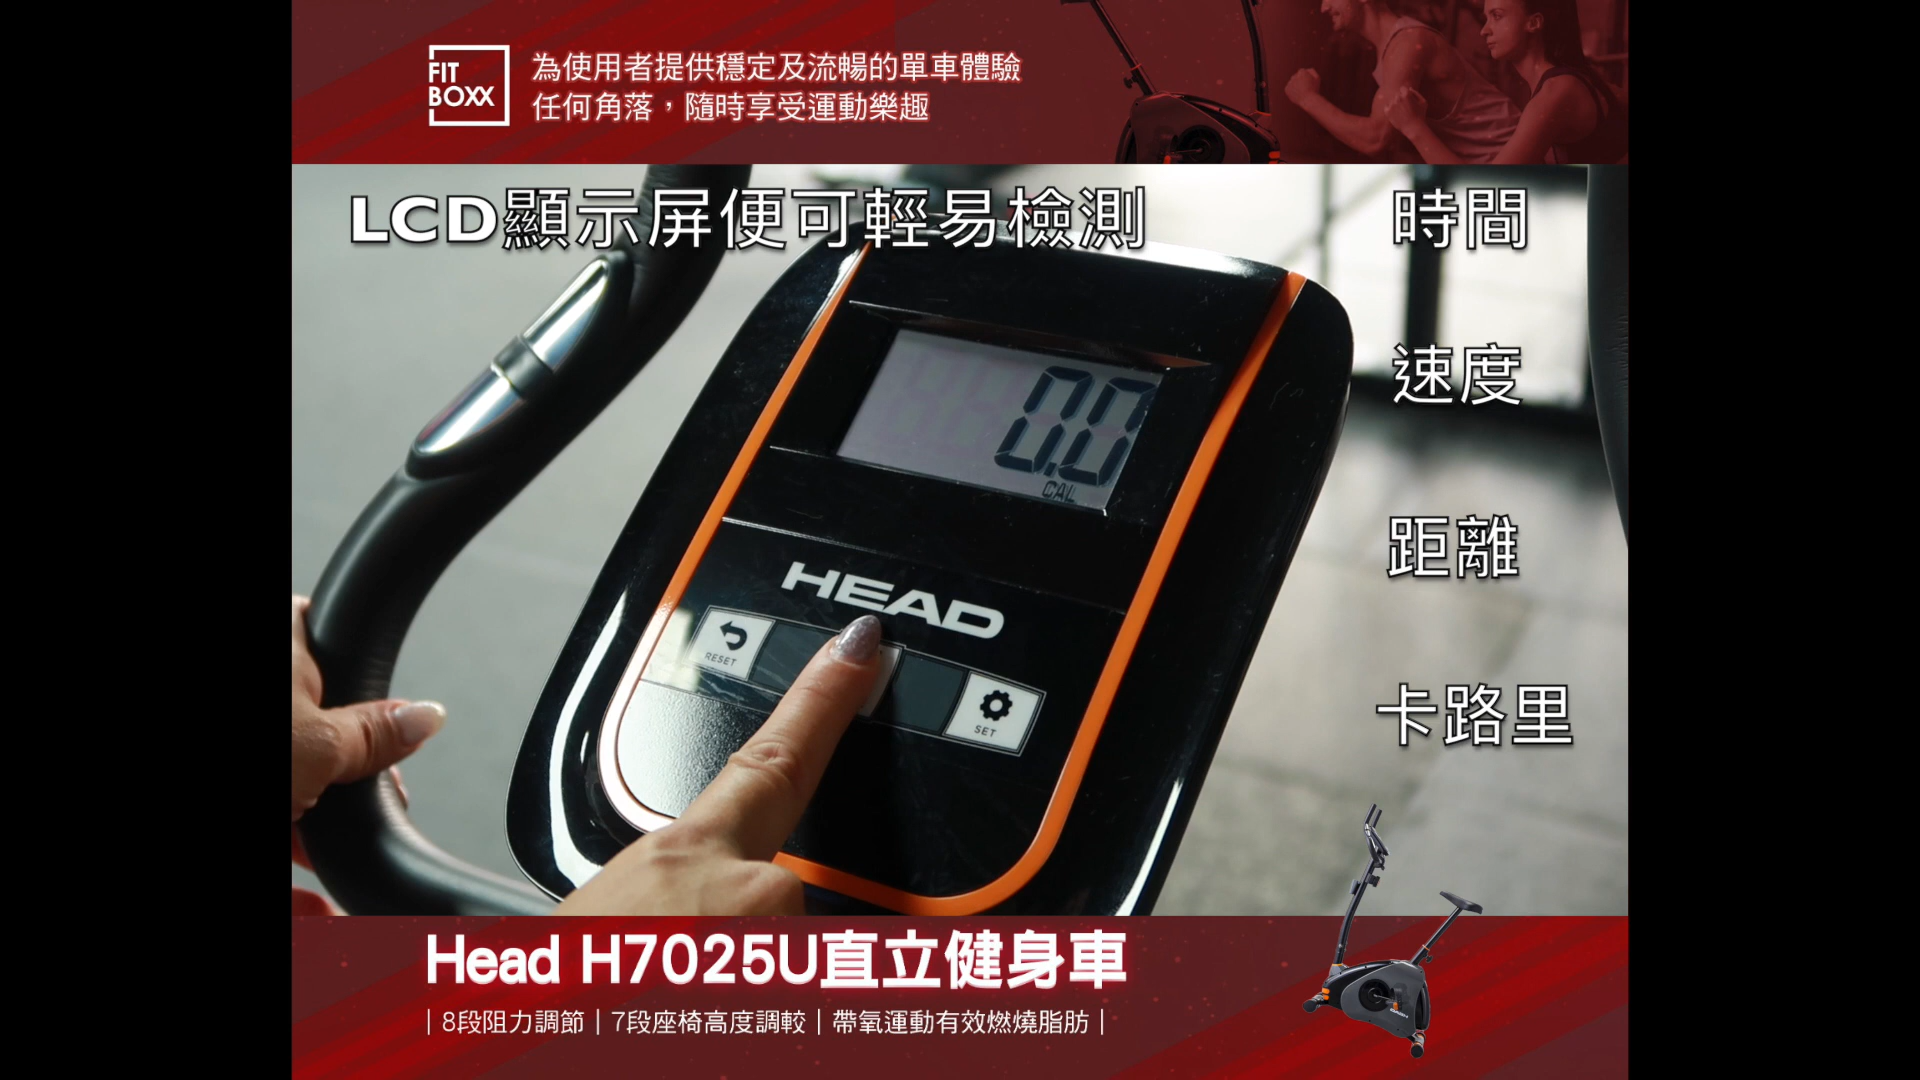 FIT
BOXX
為使用者提供穩定及流暢的單車體驗
任何角落，隨時享受運動樂趣
LCD顯示屏便可輕易檢測
時間
速度
距離
卡路里
0.0
CAL
HEAD
RESET
SET
Head H7025U直立健身車
| 8段阻力調節 | 7段座椅高度調較 | 帶氧運動有效燃燒脂肪 |